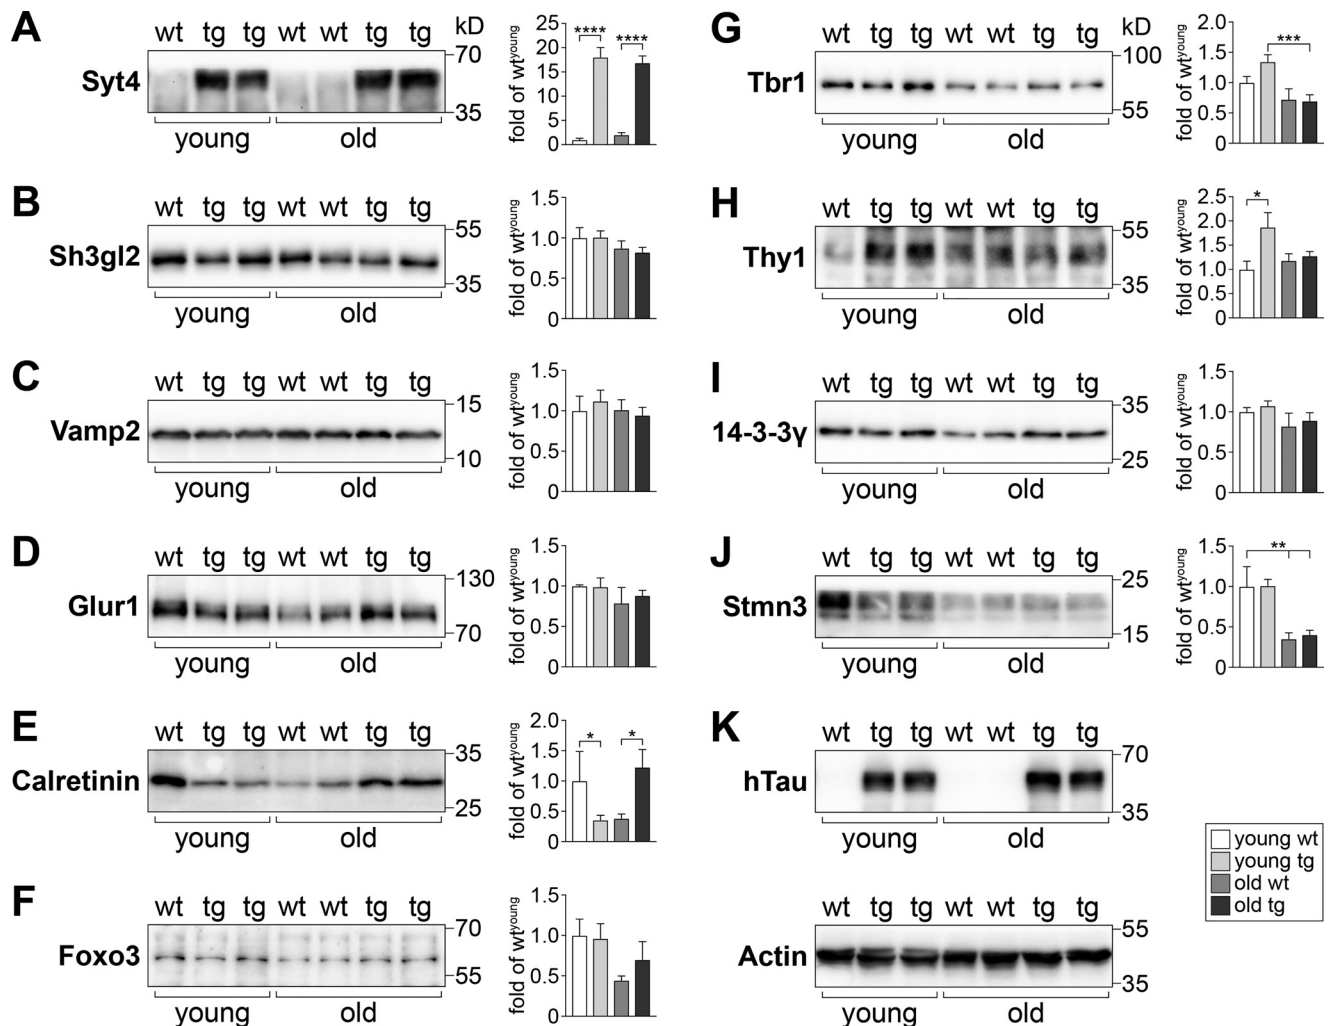 A
wt tg tg wt wt tg tg kD
Syt4
70
35
young old
fold of wt^young
25
20
15
10
5
0
**** ****
B
wt tg tg wt wt tg tg
Sh3gl2
55
35
young old
fold of wt^young
1.5
1.0
0.5
0
C
wt tg tg wt wt tg tg
Vamp2
15
10
young old
fold of wt^young
1.5
1.0
0.5
0
D
wt tg tg wt wt tg tg
Glur1
130
70
young old
fold of wt^young
1.5
1.0
0.5
0
E
wt tg tg wt wt tg tg
Calretinin
35
25
young old
fold of wt^young
2.0
1.5
1.0
0.5
0
* *
F
wt tg tg wt wt tg tg
Foxo3
70
55
young old
fold of wt^young
1.5
1.0
0.5
0
G
wt tg tg wt wt tg tg kD
Tbr1
100
55
young old
fold of wt^young
2.0
1.5
1.0
0.5
0
***
H
wt tg tg wt wt tg tg
Thy1
55
35
young old
fold of wt^young
2.5
2.0
1.5
1.0
0.5
0
*
I
wt tg tg wt wt tg tg
14-3-3γ
35
25
young old
fold of wt^young
1.5
1.0
0.5
0
J
wt tg tg wt wt tg tg
Stmn3
25
15
young old
fold of wt^young
1.5
1.0
0.5
0
**
K
wt tg tg wt wt tg tg
hTau
70
35
young old
wt tg tg wt wt tg tg
Actin
55
35
young old
young wt
young tg
old wt
old tg